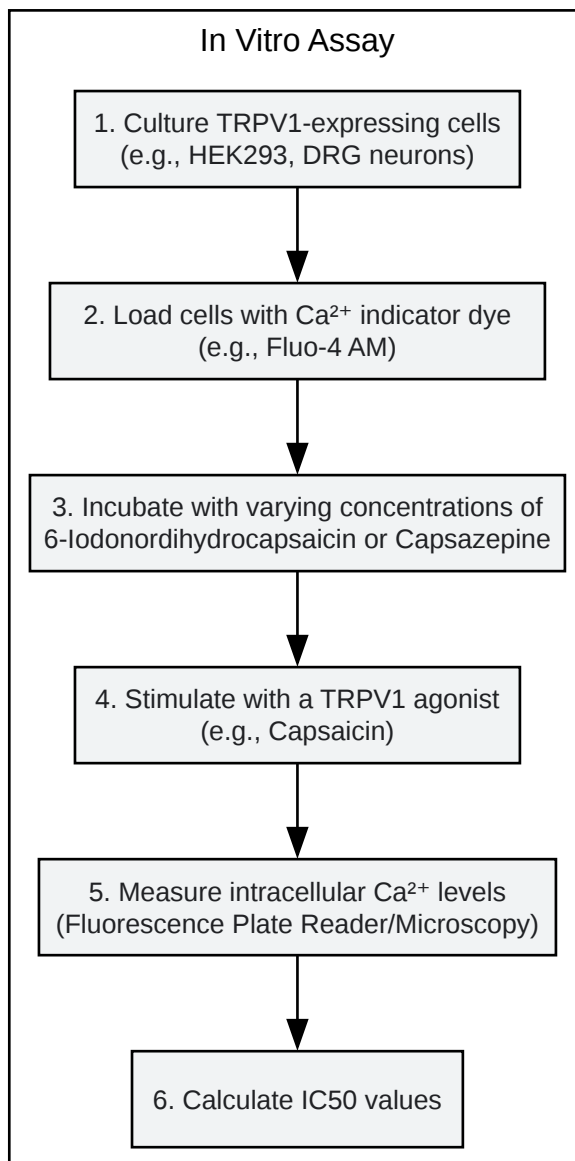 In Vitro Assay
1. Culture TRPV1-expressing cells
(e.g., HEK293, DRG neurons)
2. Load cells with Ca²⁺ indicator dye
(e.g., Fluo-4 AM)
3. Incubate with varying concentrations of
6-Iodonordihydrocapsaicin or Capsazepine
4. Stimulate with a TRPV1 agonist
(e.g., Capsaicin)
5. Measure intracellular Ca²⁺ levels
(Fluorescence Plate Reader/Microscopy)
6. Calculate IC50 values